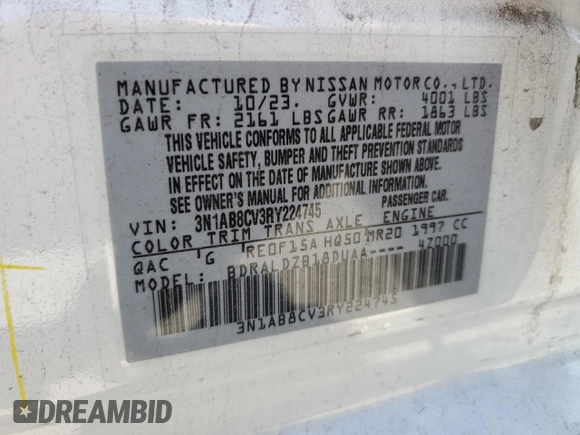 MANUFACTURED BY NISSAN MOTOR CO., LTD.
DATE: 10/23. GVWR: 4001 LBS
GAWR FR: 2161 LBS GAWR RR: 1863 LBS
THIS VEHICLE CONFORMS TO ALL APPLICABLE FEDERAL MOTOR
VEHICLE SAFETY, BUMPER AND THEFT PREVENTION STANDARDS
IN EFFECT ON THE DATE OF MANUFACTURE SHOWN ABOVE.
SEE OWNER'S MANUAL FOR ADDITIONAL INFORMATION.
VIN: 3N1AB8CV3RY224745 PASSENGER CAR.
COLOR TRIM TRANS AXLE ENGINE
QAC G RE0F15A HQ50 MR20 1997 CC
MODEL: BDRALDZB18DUAA---- 4Z000
3N1AB8CV3RY224745
DREAMBID